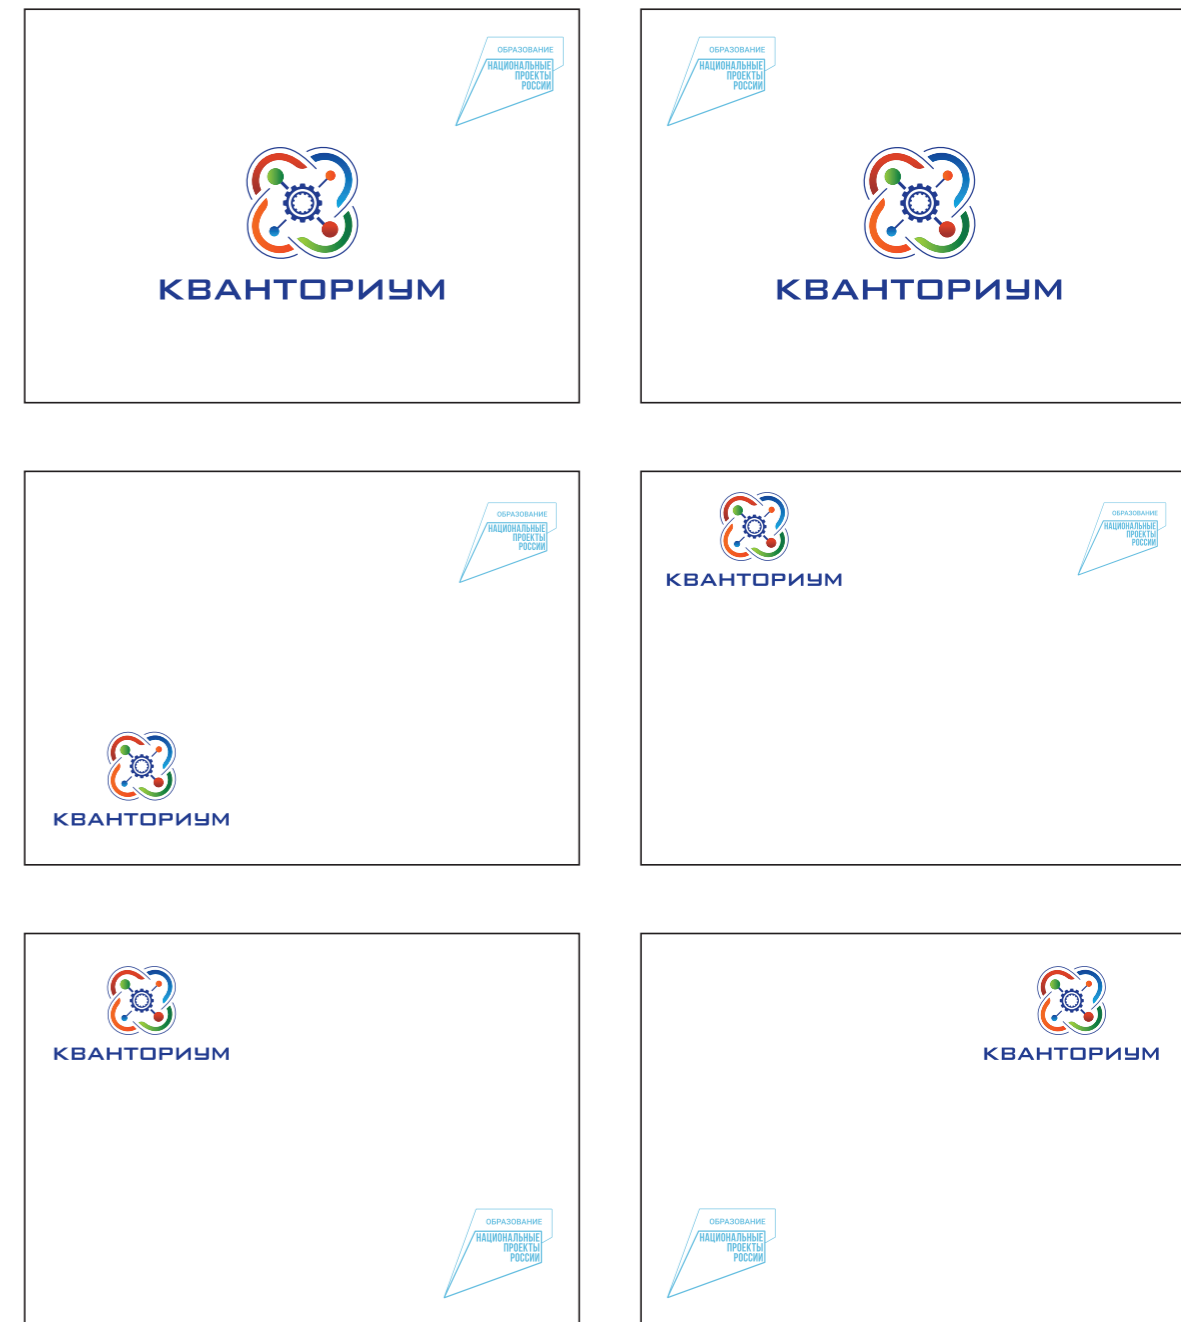 ОБРАЗОВАНИЕ
НАЦИОНАЛЬНЫЕ
ПРОЕКТЫ
РОССИИ
КВАНТОРИУМ
ОБРАЗОВАНИЕ
НАЦИОНАЛЬНЫЕ
ПРОЕКТЫ
РОССИИ
КВАНТОРИУМ
ОБРАЗОВАНИЕ
НАЦИОНАЛЬНЫЕ
ПРОЕКТЫ
РОССИИ
КВАНТОРИУМ
КВАНТОРИУМ
ОБРАЗОВАНИЕ
НАЦИОНАЛЬНЫЕ
ПРОЕКТЫ
РОССИИ
КВАНТОРИУМ
ОБРАЗОВАНИЕ
НАЦИОНАЛЬНЫЕ
ПРОЕКТЫ
РОССИИ
КВАНТОРИУМ
ОБРАЗОВАНИЕ
НАЦИОНАЛЬНЫЕ
ПРОЕКТЫ
РОССИИ